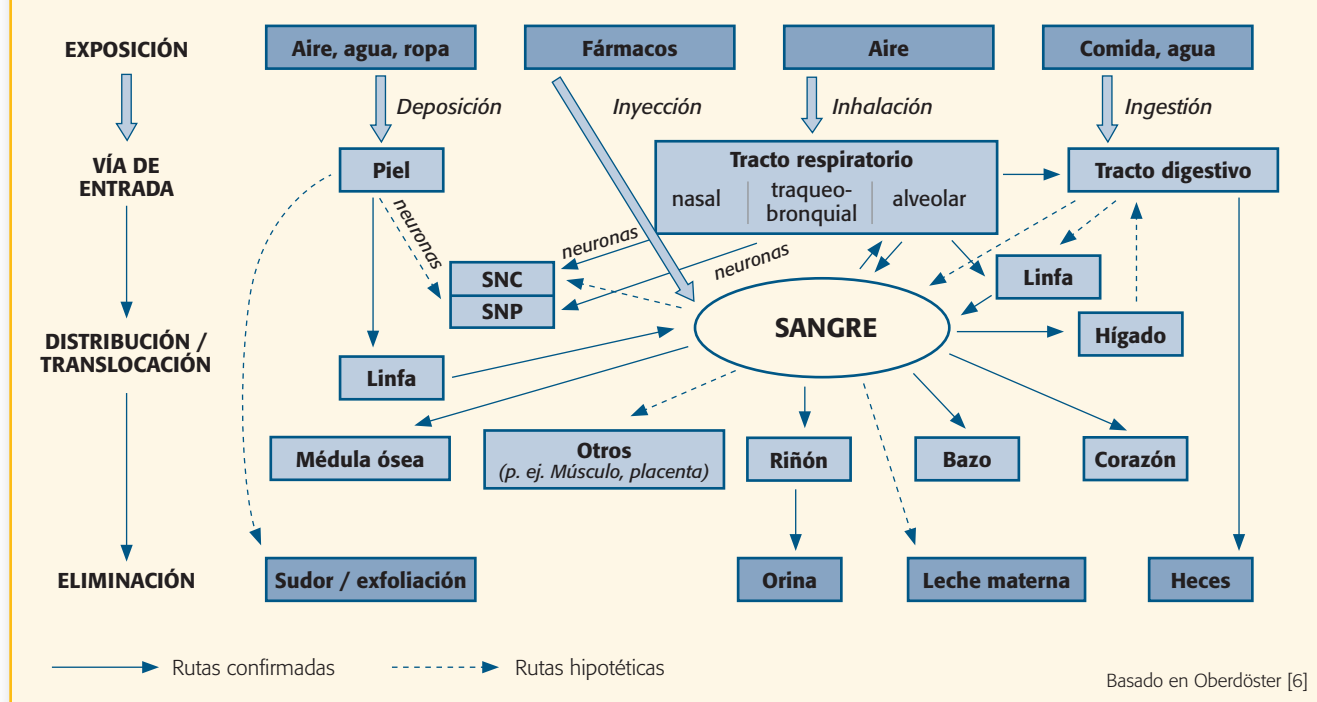 EXPOSICIÓN
Aire, agua, ropa
Fármacos
Aire
Comida, agua
Deposición
Inyección
Inhalación
Ingestión
VÍA DE
ENTRADA
Piel
Tracto respiratorio
nasal
traqueo-
bronquial
alveolar
Tracto digestivo
neuronas
neuronas
neuronas
SNC
SNP
Linfa
SANGRE
Hígado
DISTRIBUCIÓN /
TRANSLOCACIÓN
Linfa
Médula ósea
Otros
(p. ej. Músculo, placenta)
Riñón
Bazo
Corazón
ELIMINACIÓN
Sudor / exfoliación
Orina
Leche materna
Heces
Rutas confirmadas
Rutas hipotéticas
Basado en Oberdöster [6]